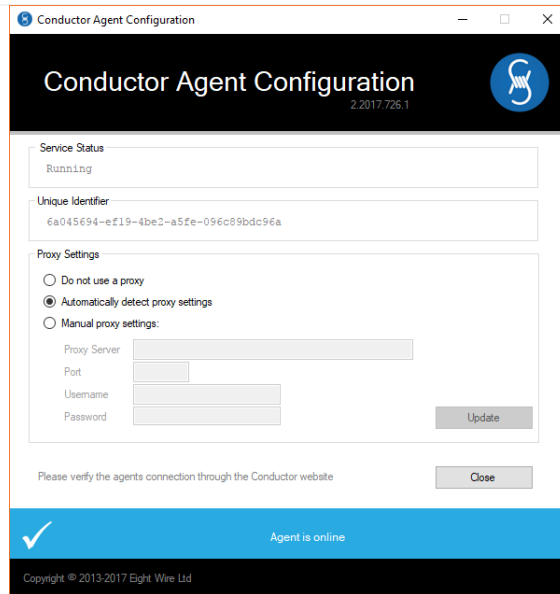 Conductor Agent Configuration
Conductor Agent Configuration
2.2017.726.1
Service Status
Running
Unique Identifier
6a045694-ef19-4be2-a5fe-096c89bdc96a
Proxy Settings
Do not use a proxy
Automatically detect proxy settings
Manual proxy settings:
Proxy Server
Port
Username
Password
Update
Please verify the agents connection through the Conductor website
Close
Agent is online
Copyright © 2013-2017 Eight Wire Ltd